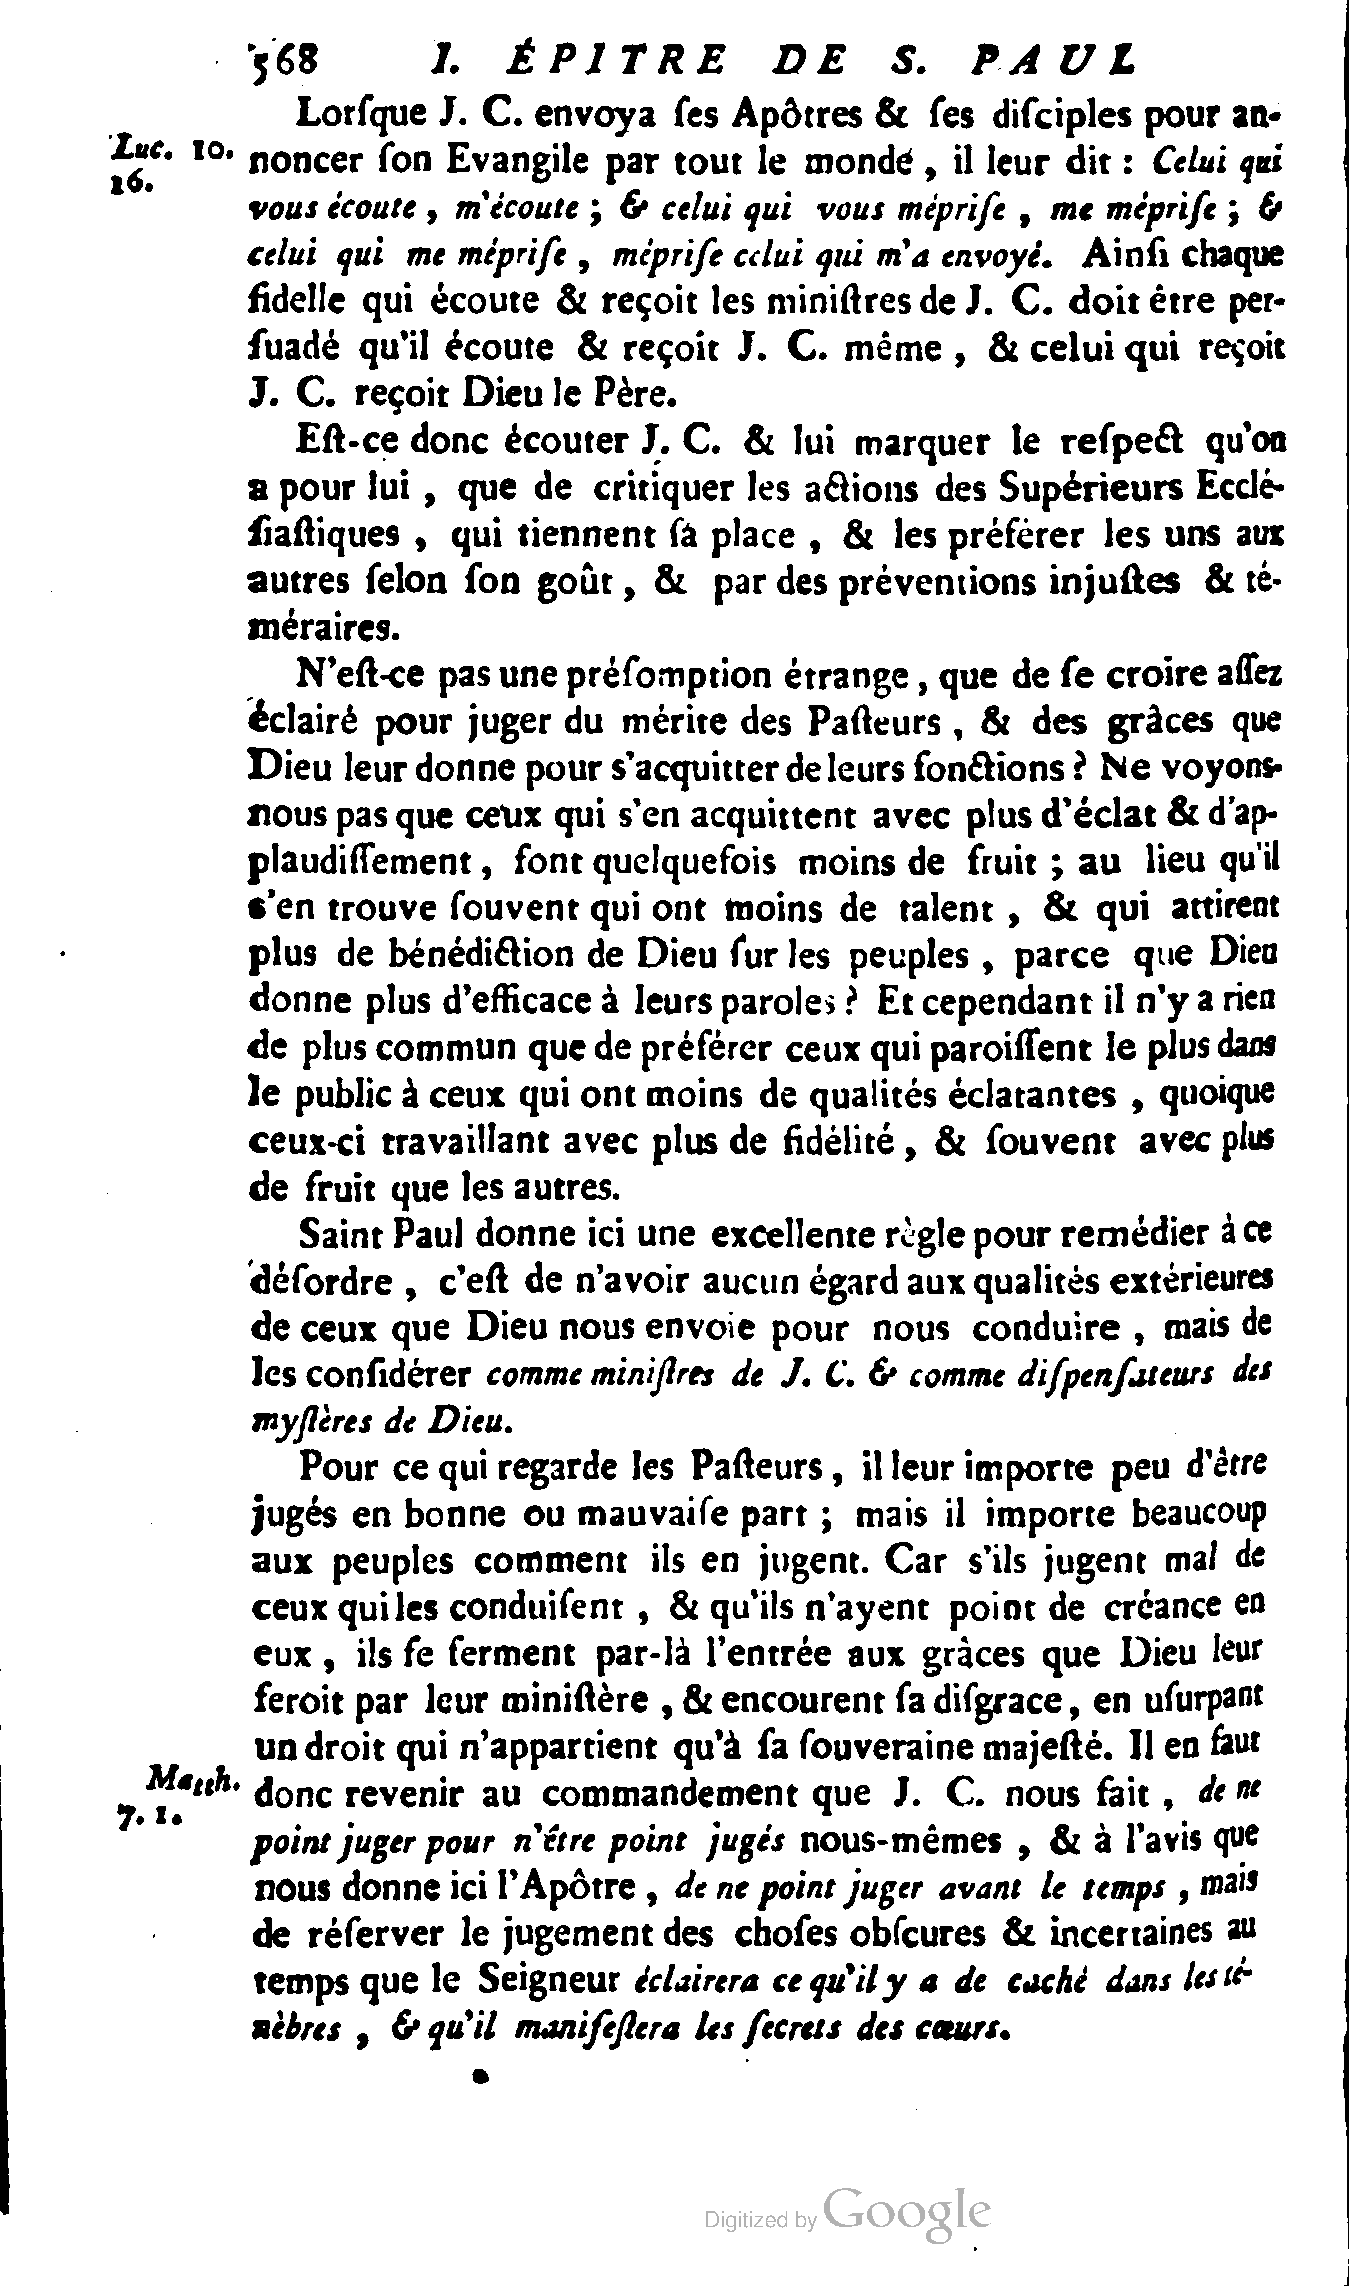 568 I. ÉPITRE DE S. PAUL
Lorſque J. C. envoya ſes Apôtres & ſes diſciples pour an-
Luc. 10. noncer ſon Evangile par tout le monde , il leur dit : Celui qui
16.
vous écoute , m'écoute ; & celui qui vous mépriſe , me mépriſe ; &
celui qui me mépriſe , mépriſe celui qui m'a envoyé. Ainſi chaque
fidelle qui écoute & reçoit les miniſtres de J. C. doit être per-
ſuadé qu'il écoute & reçoit J. C. même , & celui qui reçoit
J. C. reçoit Dieu le Père.
Eſt-ce donc écouter J. C. & lui marquer le reſpect qu'on
a pour lui , que de critiquer les actions des Supérieurs Ecclé-
ſiaſtiques , qui tiennent ſa place , & les préférer les uns aux
autres ſelon ſon goût , & par des préventions injuſtes & té-
méraires.
N'eſt-ce pas une préſomption étrange , que de ſe croire aſſez
éclairé pour juger du mérite des Paſteurs , & des grâces que
Dieu leur donne pour s'acquitter de leurs fonctions ? Ne voyons-
nous pas que ceux qui s'en acquittent avec plus d'éclat & d'ap-
plaudiſſement , font quelquefois moins de fruit ; au lieu qu'il
s'en trouve ſouvent qui ont moins de talent , & qui attirent
plus de bénédiction de Dieu ſur les peuples , parce que Dieu
donne plus d'efficace à leurs paroles ? Et cependant il n'y a rien
de plus commun que de préférer ceux qui paroiſſent le plus dans
le public à ceux qui ont moins de qualités éclatantes , quoique
ceux-ci travaillant avec plus de fidélité , & ſouvent avec plus
de fruit que les autres.
Saint Paul donne ici une excellente règle pour remédier à ce
déſordre , c'eſt de n'avoir aucun égard aux qualités extérieures
de ceux que Dieu nous envoie pour nous conduire , mais de
les conſidérer comme miniſtres de J. C. & comme diſpenſateurs des
myſtères de Dieu.
Pour ce qui regarde les Paſteurs , il leur importe peu d'être
jugés en bonne ou mauvaiſe part ; mais il importe beaucoup
aux peuples comment ils en jugent. Car s'ils jugent mal de
ceux qui les conduiſent , & qu'ils n'ayent point de créance en
eux , ils ſe ferment par-là l'entrée aux grâces que Dieu leur
feroit par leur miniſtère , & encourent ſa diſgrace , en uſurpant
un droit qui n'appartient qu'à ſa ſouveraine majeſté. Il en faut
Matth. donc revenir au commandement que J. C. nous fait , de ne
7. 1.
point juger pour n'être point jugés nous-mêmes , & à l'avis que
nous donne ici l'Apôtre , de ne point juger avant le temps , mais
de réſerver le jugement des choſes obſcures & incertaines au
temps que le Seigneur éclairera ce qu'il y a de caché dans les té-
nèbres , & qu'il manifeſtera les ſecrets des cœurs.
Digitized by Google